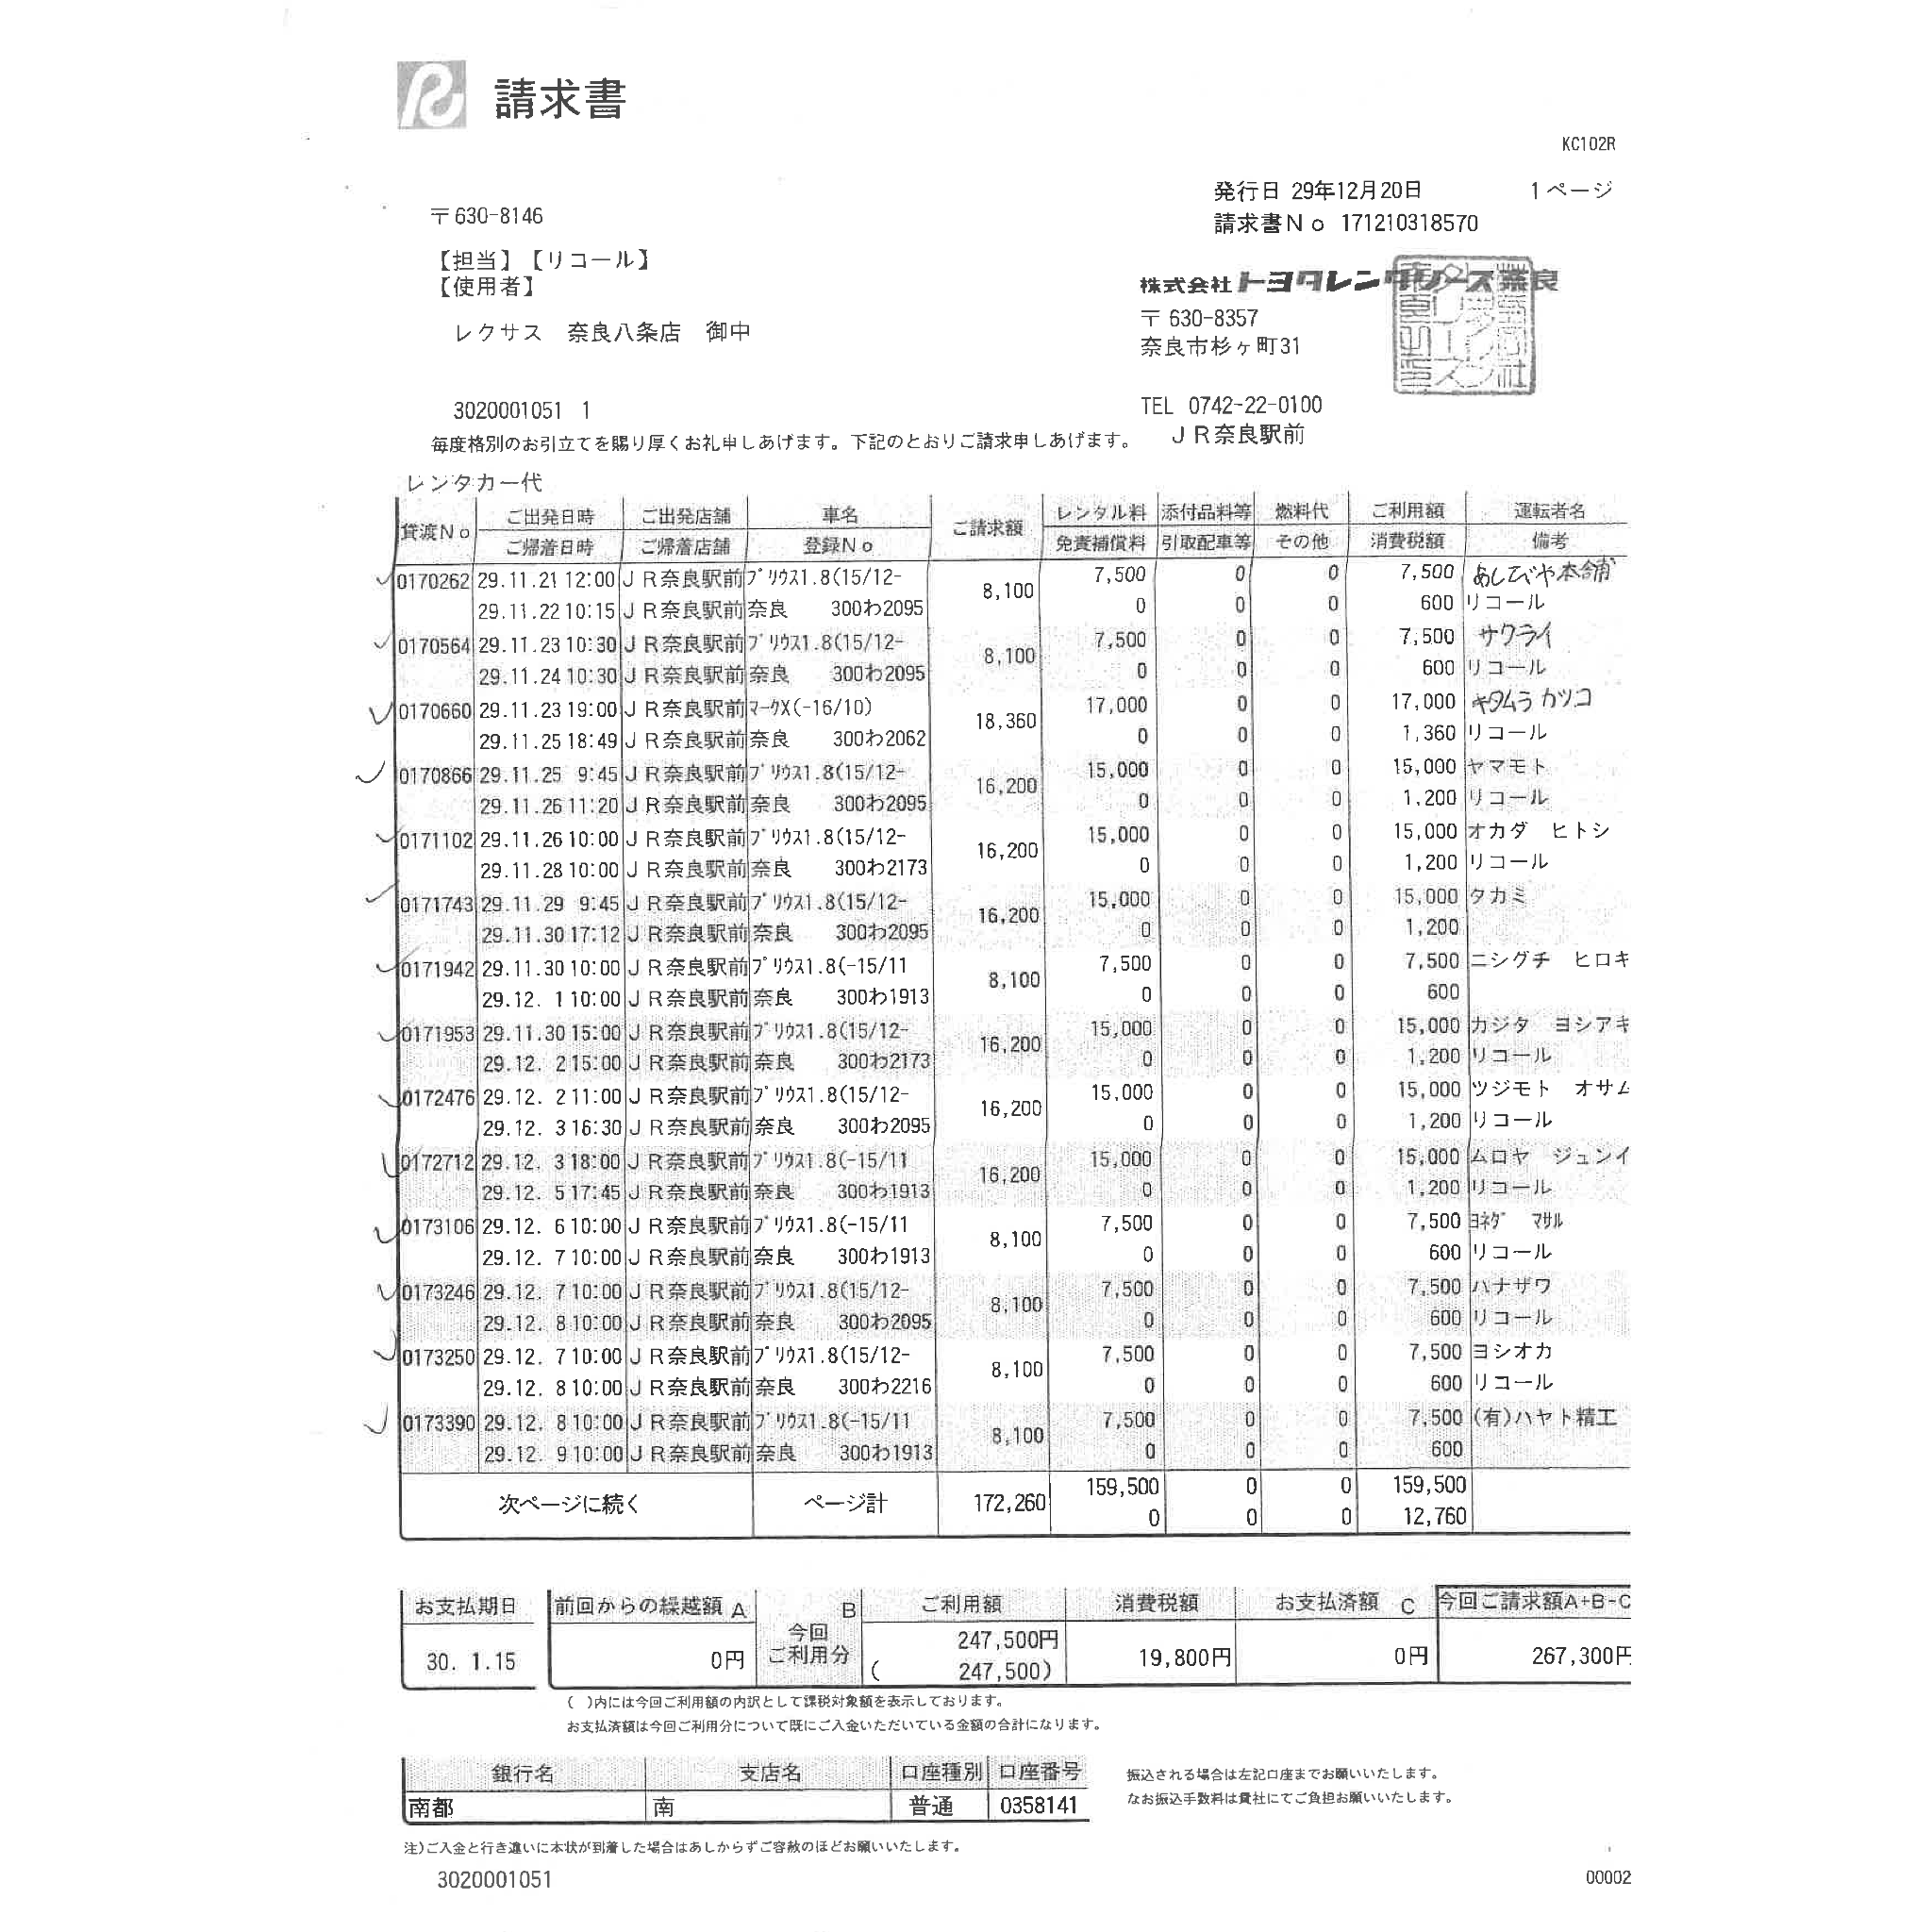 請求書
KC102R
発行日 29年12月20日 1ページ
請求書No 171210318570
〒630-8146
【担当】【リコール】
【使用者】
レクサス 奈良八条店 御中
株式会社トヨタレンタリース奈良
〒630-8357
奈良市杉ヶ町31
3020001051 1
TEL 0742-22-0100
JR奈良駅前
毎度格別のお引立てを賜り厚くお礼申しあげます。下記のとおりご請求申しあげます。
レンタカー代
貸渡No ご出発日時 ご出発店舗 車名 ご請求額 レンタル料 添付品料等 燃料代 ご利用額 運転者名
ご帰着日時 ご帰着店舗 登録No 免責補償料 引取配車等 その他 消費税額 備考
0170262 29.11.21 12:00 JR奈良駅前 プリウス1.8(15/12- 8,100 7,500 0 0 7,500 あしびや本舗
29.11.22 10:15 JR奈良駅前 奈良 300わ2095 0 0 0 600 リコール
0170564 29.11.23 10:30 JR奈良駅前 プリウス1.8(15/12- 8,100 7,500 0 0 7,500 サクライ
29.11.24 10:30 JR奈良駅前 奈良 300わ2095 0 0 0 600 リコール
0170660 29.11.23 19:00 JR奈良駅前 マークX(-16/10) 18,360 17,000 0 0 17,000 キタムラ カツコ
29.11.25 18:49 JR奈良駅前 奈良 300わ2062 0 0 0 1,360 リコール
0170866 29.11.25 9:45 JR奈良駅前 プリウス1.8(15/12- 16,200 15,000 0 0 15,000 ヤマモト
29.11.26 11:20 JR奈良駅前 奈良 300わ2095 0 0 0 1,200 リコール
0171102 29.11.26 10:00 JR奈良駅前 プリウス1.8(15/12- 16,200 15,000 0 0 15,000 オカダ ヒトシ
29.11.28 10:00 JR奈良駅前 奈良 300わ2173 0 0 0 1,200 リコール
0171743 29.11.29 9:45 JR奈良駅前 プリウス1.8(15/12- 16,200 15,000 0 0 15,000 タカミ
29.11.30 17:12 JR奈良駅前 奈良 300わ2095 0 0 0 1,200
0171942 29.11.30 10:00 JR奈良駅前 プリウス1.8(-15/11 8,100 7,500 0 0 7,500 ニシグチ ヒロキ
29.12. 1 10:00 JR奈良駅前 奈良 300わ1913 0 0 0 600
0171953 29.11.30 15:00 JR奈良駅前 プリウス1.8(15/12- 16,200 15,000 0 0 15,000 カジタ ヨシアキ
29.12. 2 15:00 JR奈良駅前 奈良 300わ2173 0 0 0 1,200 リコール
0172476 29.12. 2 11:00 JR奈良駅前 プリウス1.8(15/12- 16,200 15,000 0 0 15,000 ツジモト オサム
29.12. 3 16:30 JR奈良駅前 奈良 300わ2095 0 0 0 1,200 リコール
0172712 29.12. 3 18:00 JR奈良駅前 プリウス1.8(-15/11 16,200 15,000 0 0 15,000 ムロヤ ジュンイ
29.12. 5 17:45 JR奈良駅前 奈良 300わ1913 0 0 0 1,200 リコール
0173106 29.12. 6 10:00 JR奈良駅前 プリウス1.8(-15/11 8,100 7,500 0 0 7,500 ヨネダ マサル
29.12. 7 10:00 JR奈良駅前 奈良 300わ1913 0 0 0 600 リコール
0173246 29.12. 7 10:00 JR奈良駅前 プリウス1.8(15/12- 8,100 7,500 0 0 7,500 ハナザワ
29.12. 8 10:00 JR奈良駅前 奈良 300わ2095 0 0 0 600 リコール
0173250 29.12. 7 10:00 JR奈良駅前 プリウス1.8(15/12- 8,100 7,500 0 0 7,500 ヨシオカ
29.12. 8 10:00 JR奈良駅前 奈良 300わ2216 0 0 0 600 リコール
0173390 29.12. 8 10:00 JR奈良駅前 プリウス1.8(-15/11 8,100 7,500 0 0 7,500 (有)ハヤト精工
29.12. 9 10:00 JR奈良駅前 奈良 300わ1913 0 0 0 600
次ページに続く ページ計 172,260 159,500 0 0 159,500
0 0 0 12,760
お支払期日 前回からの繰越額 A B 今回ご利用分 ご利用額 消費税額 お支払済額 C 今回ご請求額A+B-C
30. 1.15 0円 247,500円 19,800円 0円 267,300円
( 247,500)
( )内には今回ご利用額の内訳として課税対象額を表示しております。
お支払済額は今回ご利用分について既にご入金いただいている金額の合計になります。
銀行名 支店名 口座種別 口座番号
南都 南 普通 0358141
振込される場合は左記口座までお願いいたします。
なお振込手数料は貴社にてご負担お願いいたします。
注)ご入金と行き違いに本状が到着した場合はあしからずご容赦のほどお願いいたします。
3020001051
00002